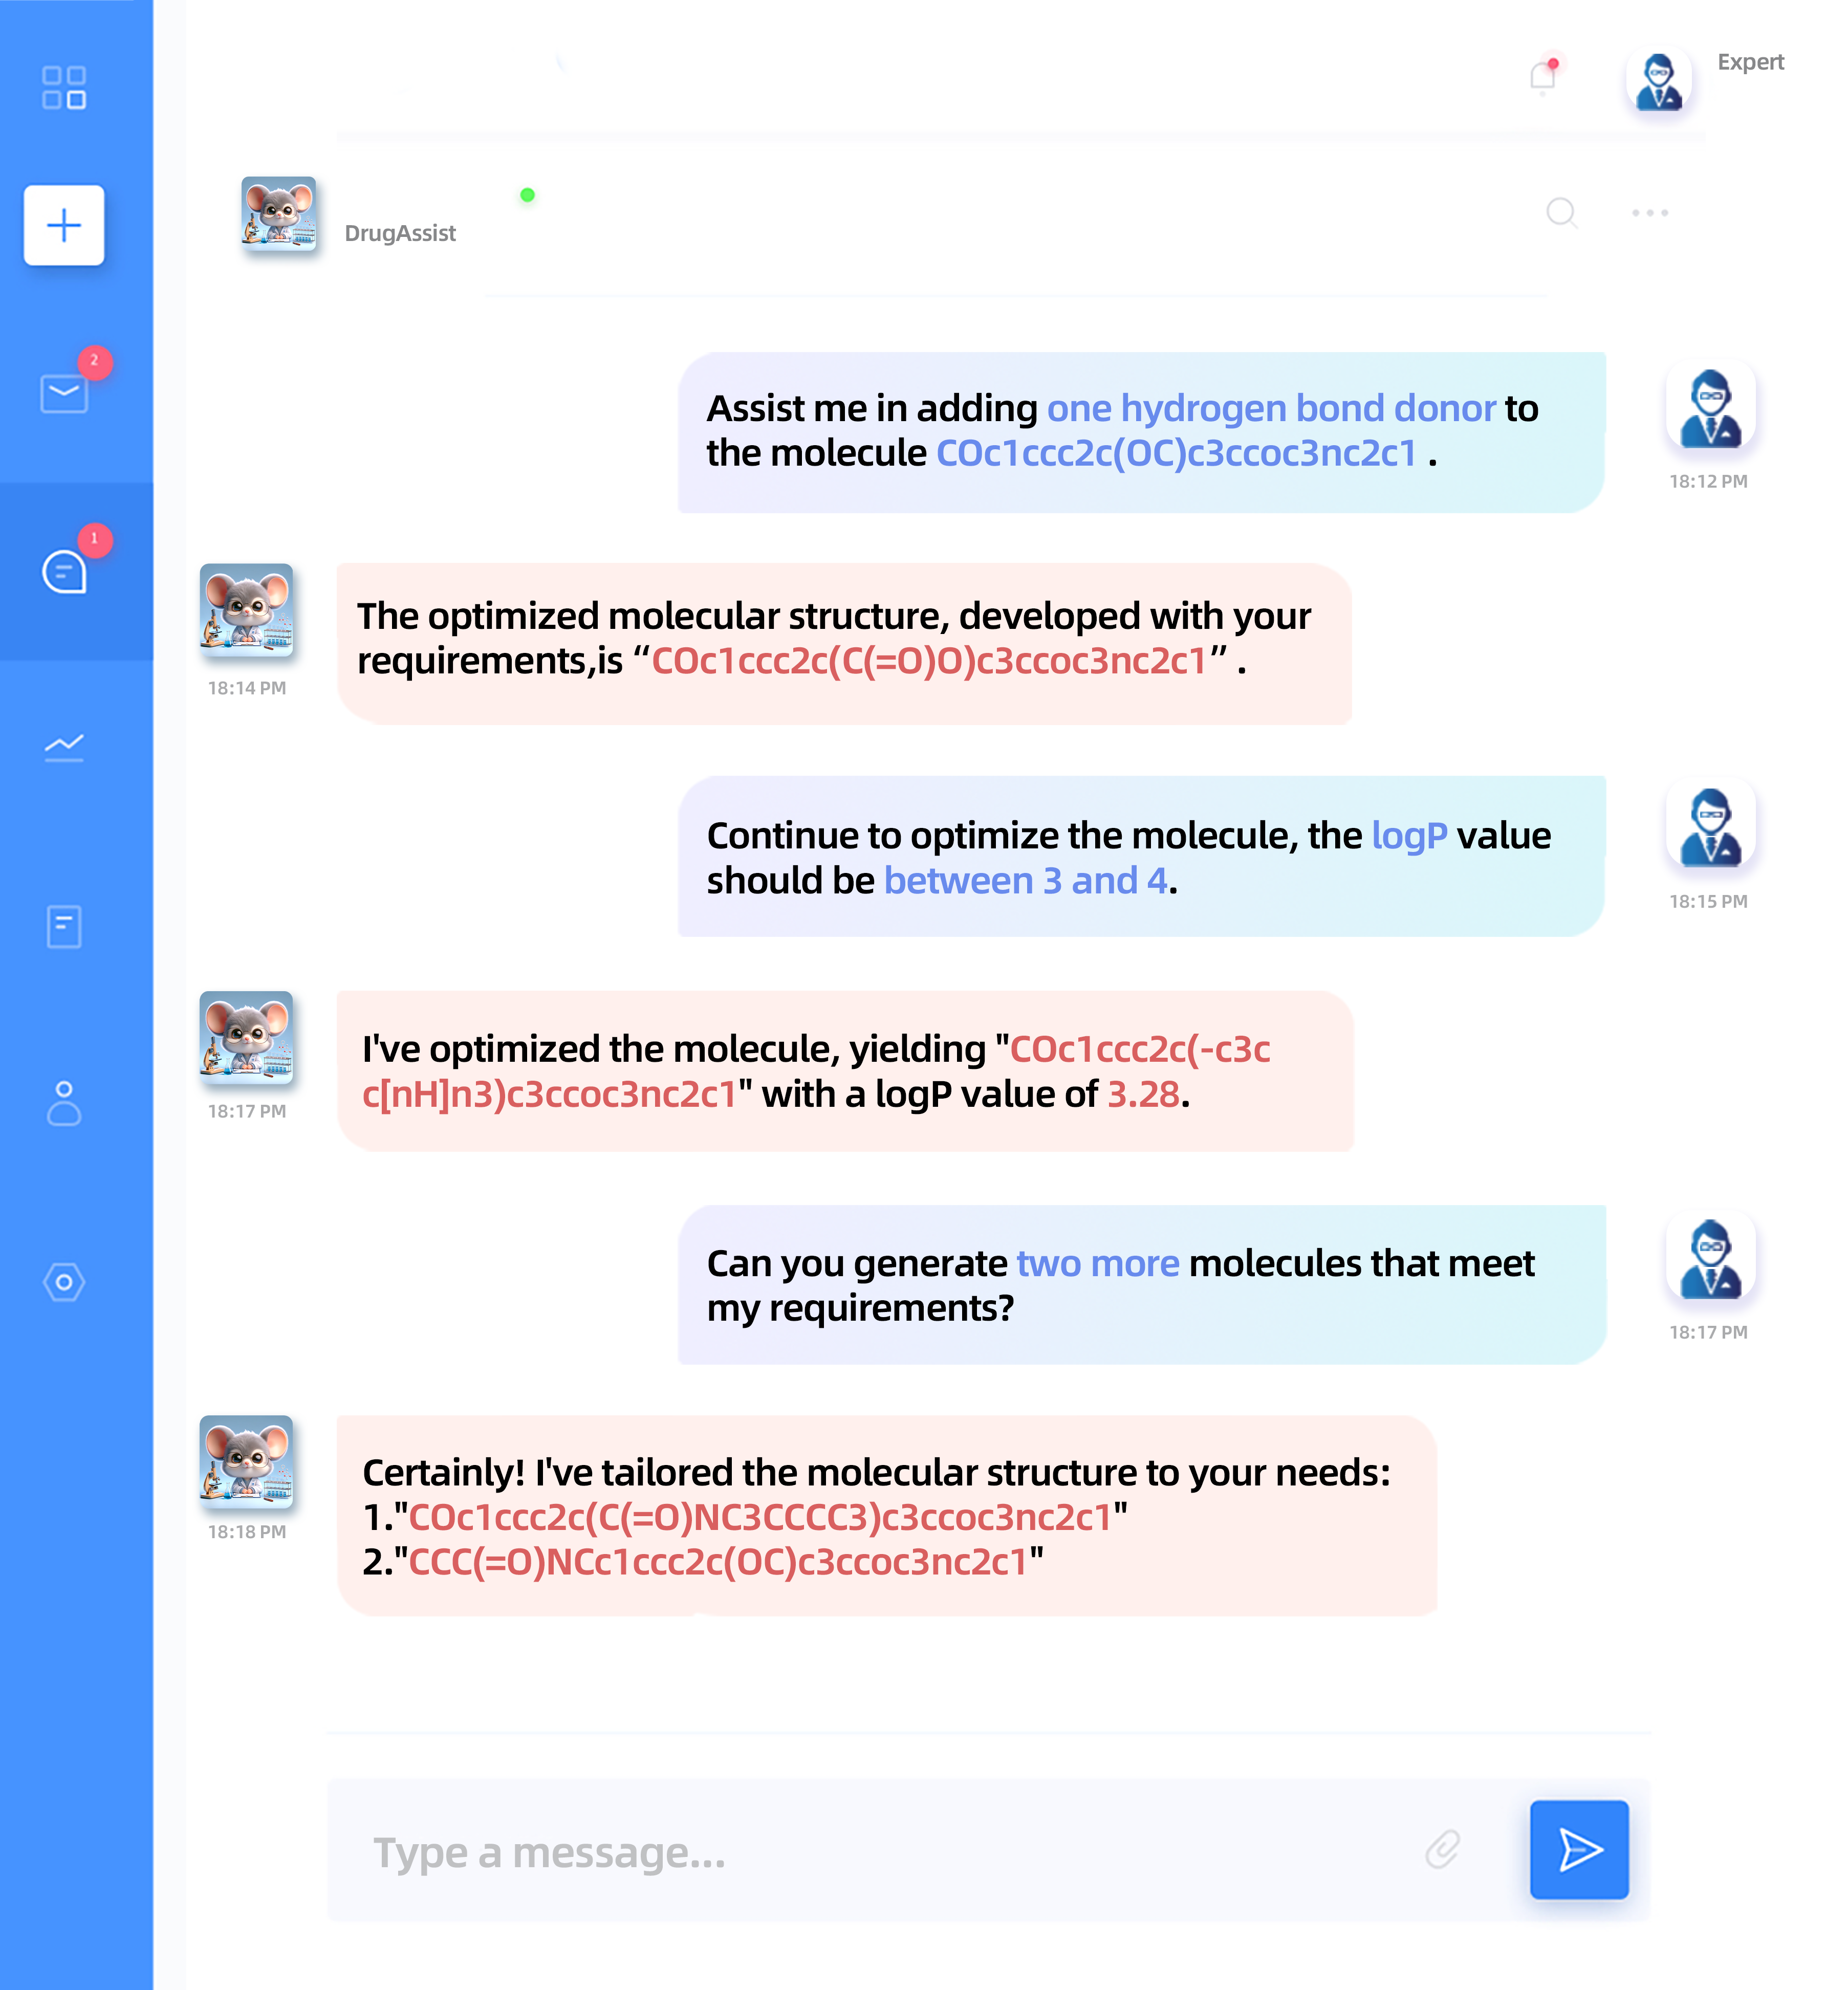 Expert
DrugAssist
2
1
Assist me in adding one hydrogen bond donor to
the molecule COc1ccc2c(OC)c3ccoc3nc2c1 .
18:12 PM
The optimized molecular structure, developed with your
requirements,is “COc1ccc2c(C(=O)O)c3ccoc3nc2c1” .
18:14 PM
Continue to optimize the molecule, the logP value
should be between 3 and 4.
18:15 PM
I've optimized the molecule, yielding "COc1ccc2c(-c3c
c[nH]n3)c3ccoc3nc2c1" with a logP value of 3.28.
18:17 PM
Can you generate two more molecules that meet
my requirements?
18:17 PM
Certainly! I've tailored the molecular structure to your needs:
1."COc1ccc2c(C(=O)NC3CCCC3)c3ccoc3nc2c1"
2."CCC(=O)NCc1ccc2c(OC)c3ccoc3nc2c1"
18:18 PM
Type a message...